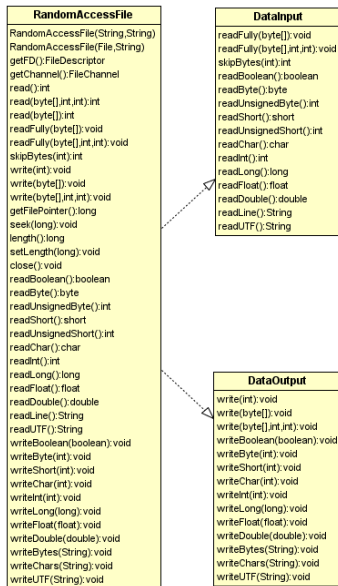 RandomAccessFile
RandomAccessFile(String,String)
RandomAccessFile(File,String)
getFD():FileDescriptor
getChannel():FileChannel
read():int
read(byte[],int,int):int
read(byte[]):int
readFully(byte[]):void
readFully(byte[],int,int):void
skipBytes(int):int
write(int):void
write(byte[]):void
write(byte[],int,int):void
getFilePointer():long
seek(long):void
length():long
setLength(long):void
close():void
readBoolean():boolean
readByte():byte
readUnsignedByte():int
readShort():short
readUnsignedShort():int
readChar():char
readInt():int
readLong():long
readFloat():float
readDouble():double
readLine():String
readUTF():String
writeBoolean(boolean):void
writeByte(int):void
writeShort(int):void
writeChar(int):void
writeInt(int):void
writeLong(long):void
writeFloat(float):void
writeDouble(double):void
writeBytes(String):void
writeChars(String):void
writeUTF(String):void
DataInput
readFully(byte[]):void
readFully(byte[],int,int):void
skipBytes(int):int
readBoolean():boolean
readByte():byte
readUnsignedByte():int
readShort():short
readUnsignedShort():int
readChar():char
readInt():int
readLong():long
readFloat():float
readDouble():double
readLine():String
readUTF():String
DataOutput
write(int):void
write(byte[]):void
write(byte[],int,int):void
writeBoolean(boolean):void
writeByte(int):void
writeShort(int):void
writeChar(int):void
writeInt(int):void
writeLong(long):void
writeFloat(float):void
writeDouble(double):void
writeBytes(String):void
writeChars(String):void
writeUTF(String):void